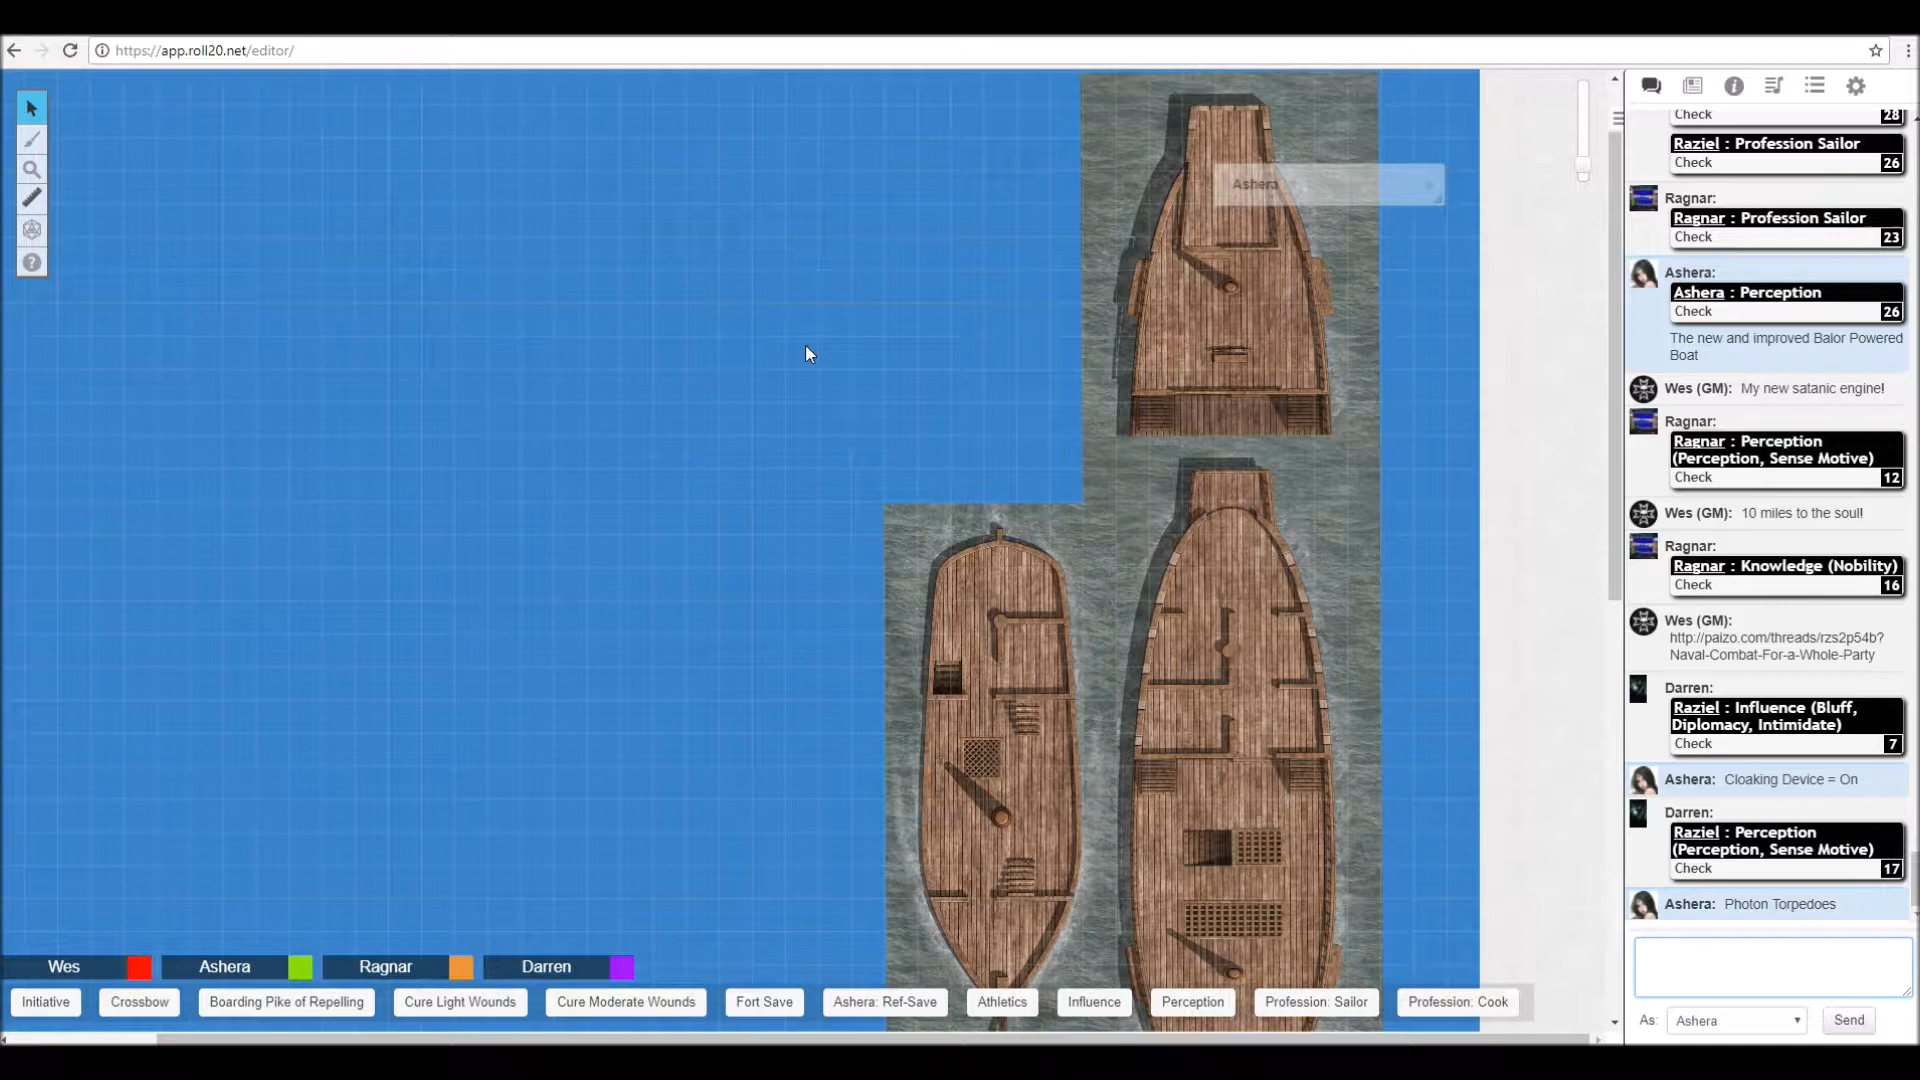 https://app.roll20.net/editor/
Ashera
Check 28
Raziel : Profession Sailor
Check 26
Ragnar:
Ragnar : Profession Sailor
Check 23
Ashera:
Ashera : Perception
Check 26
The new and improved Balor Powered
Boat
Wes (GM): My new satanic engine!
Ragnar:
Ragnar : Perception
(Perception, Sense Motive)
Check 12
Wes (GM): 10 miles to the soul!
Ragnar:
Ragnar : Knowledge (Nobility)
Check 16
Wes (GM):
http://paizo.com/threads/rzs2p54b?
Naval-Combat-For-a-Whole-Party
Darren:
Raziel : Influence (Bluff,
Diplomacy, Intimidate)
Check 7
Ashera: Cloaking Device = On
Darren:
Raziel : Perception
(Perception, Sense Motive)
Check 17
Ashera: Photon Torpedoes
As: Ashera Send
Wes Ashera Ragnar Darren
Initiative Crossbow Boarding Pike of Repelling Cure Light Wounds Cure Moderate Wounds Fort Save Ashera: Ref-Save Athletics Influence Perception Profession: Sailor Profession: Cook